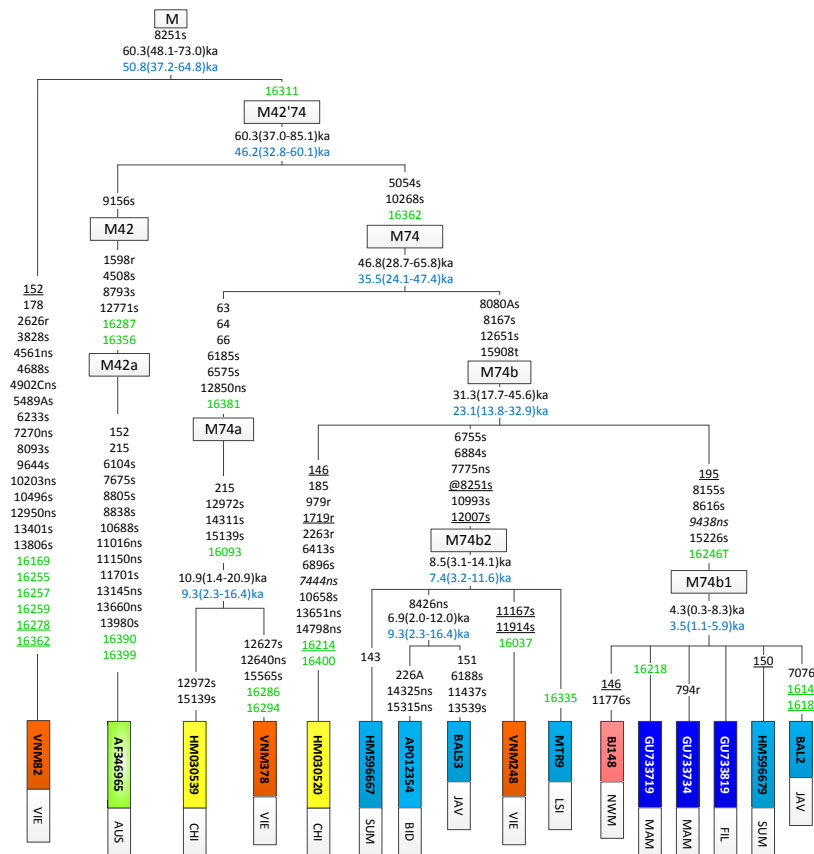 M
8251s
60.3(48.1-73.0)ka
50.8(37.2-64.8)ka
16311
M42'74
60.3(37.0-85.1)ka
46.2(32.8-60.1)ka
9156s
M42
1598r
4508s
8793s
12771s
16287
16356
M42a
5054s
10268s
16362
M74
46.8(28.7-65.8)ka
35.5(24.1-47.4)ka
152
178
2626r
3828s
4561ns
4688s
4902Cns
5489As
6233s
7270ns
8093s
9644s
10203ns
10496s
12950ns
13401s
13806s
16169
16255
16257
16259
16278
16362
152
215
6104s
7675s
8805s
8838s
10688s
11016ns
11150ns
11701s
13145ns
13660ns
13980s
16390
16399
63
64
66
6185s
6575s
12850ns
16381
M74a
215
12972s
14311s
15139s
16093
10.9(1.4-20.9)ka
9.3(2.3-16.4)ka
12972s
15139s
12627s
12640ns
15565s
16286
16294
8080As
8167s
12651s
15908t
M74b
31.3(17.7-45.6)ka
23.1(13.8-32.9)ka
146
185
979r
1719r
2263r
6413s
6896s
7444ns
10658s
13651ns
14798ns
16214
16400
6755s
6884s
7775ns
@8251s
10993s
12007s
M74b2
8.5(3.1-14.1)ka
7.4(3.2-11.6)ka
143
8426ns
6.9(2.0-12.0)ka
9.3(2.3-16.4)ka
226A
14325ns
15315ns
151
6188s
11437s
13539s
11167s
11914s
16037
16335
195
8155s
8616s
9438ns
15226s
16246T
M74b1
4.3(0.3-8.3)ka
3.5(1.1-5.9)ka
146
11776s
16218
794r
150
7076
1614
1618
VNM82
AF346965
HM030539
VNM378
HM030520
HM596667
AP012354
BAL53
VNM248
MTR9
BJ148
GU733719
GU733734
GU733819
HM596679
BAL2
VIE
AUS
CHI
VIE
CHI
SUM
BID
JAV
VIE
LSI
NWM
MAM
MAM
FIL
SUM
JAV